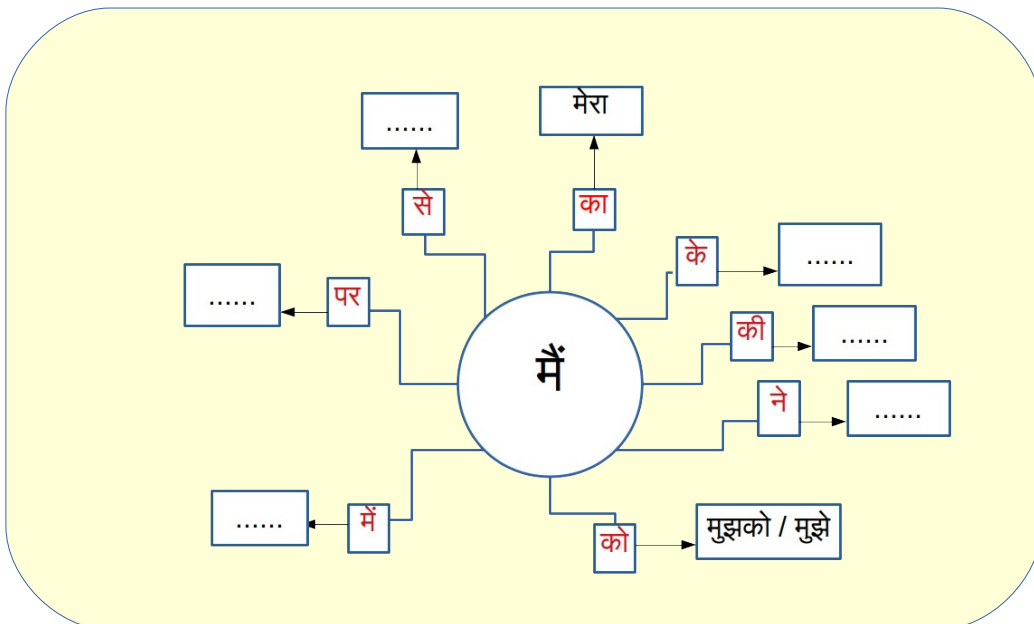 मेरा
......
से
का
के
......
पर
......
की
......
मैं
ने
......
......
में
को
मुझको / मुझे